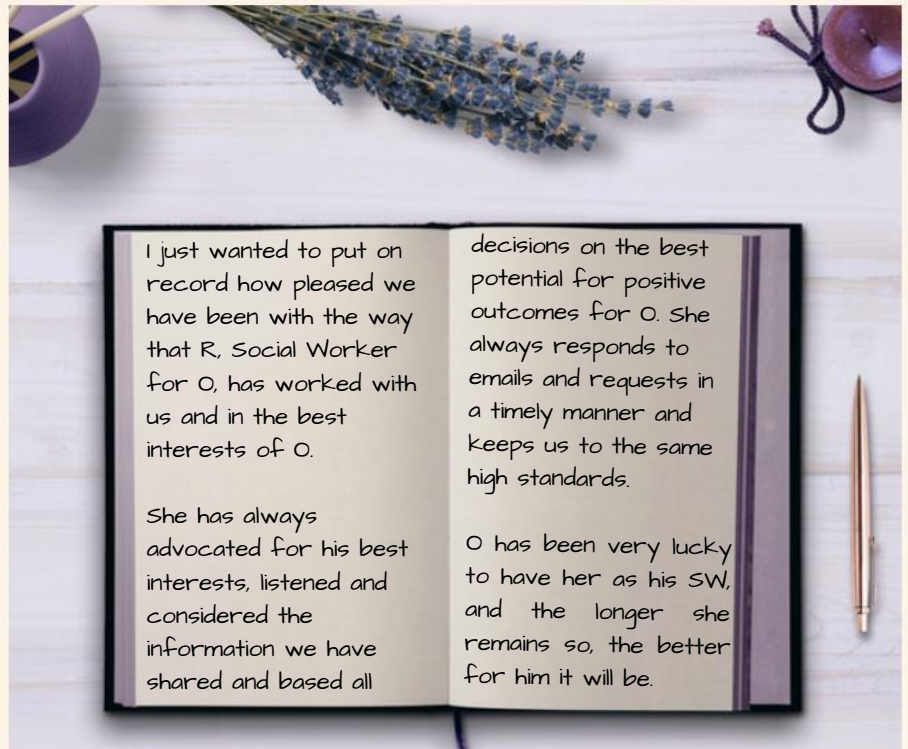 I just wanted to put on
record how pleased we
have been with the way
that R, Social Worker
for O, has worked with
us and in the best
interests of O.
She has always
advocated for his best
interests, listened and
considered the
information we have
shared and based all
decisions on the best
potential for positive
outcomes for O. She
always responds to
emails and requests in
a timely manner and
keeps us to the same
high standards.
O has been very lucky
to have her as his SW,
and the longer she
remains so, the better
for him it will be.